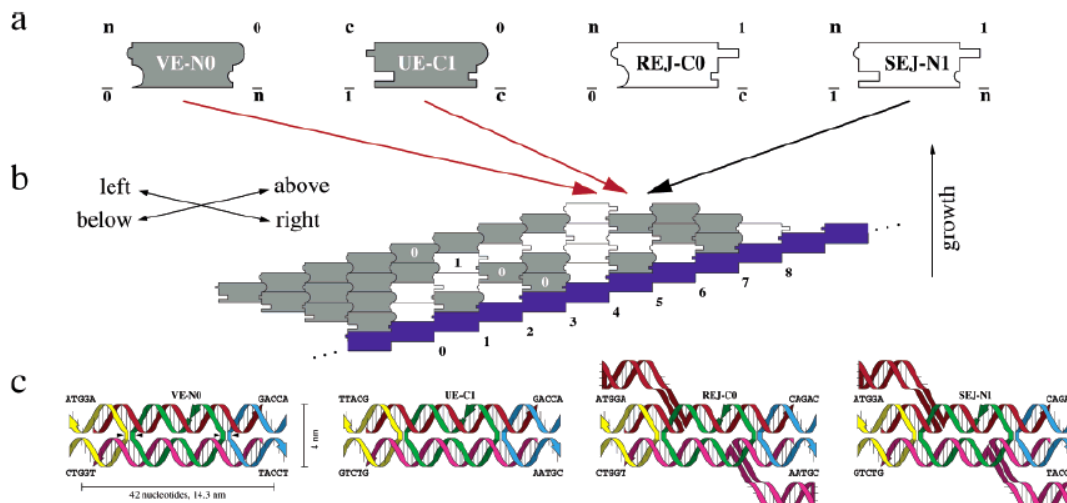 a
n 0 c 0 n 1 n 1
VE-N0 UE-C1 REJ-C0 SEJ-N1
0̅ n̅ 1̅ c̅ 0̅ c̅ 1̅ n̅
b
left above
below right
growth
0
1
0
0
0 1 2 3 4 5 6 7 8
c
VE-N0 UE-C1 REJ-C0 SEJ-N1
ATGGA GACCA TTACG GACCA ATGGA CAGAC ATGGA
4 nm
CTGGT TACCT GTCTG AATGC CTGGT AATGC GTCTG
42 nucleotides, 14.3 nm